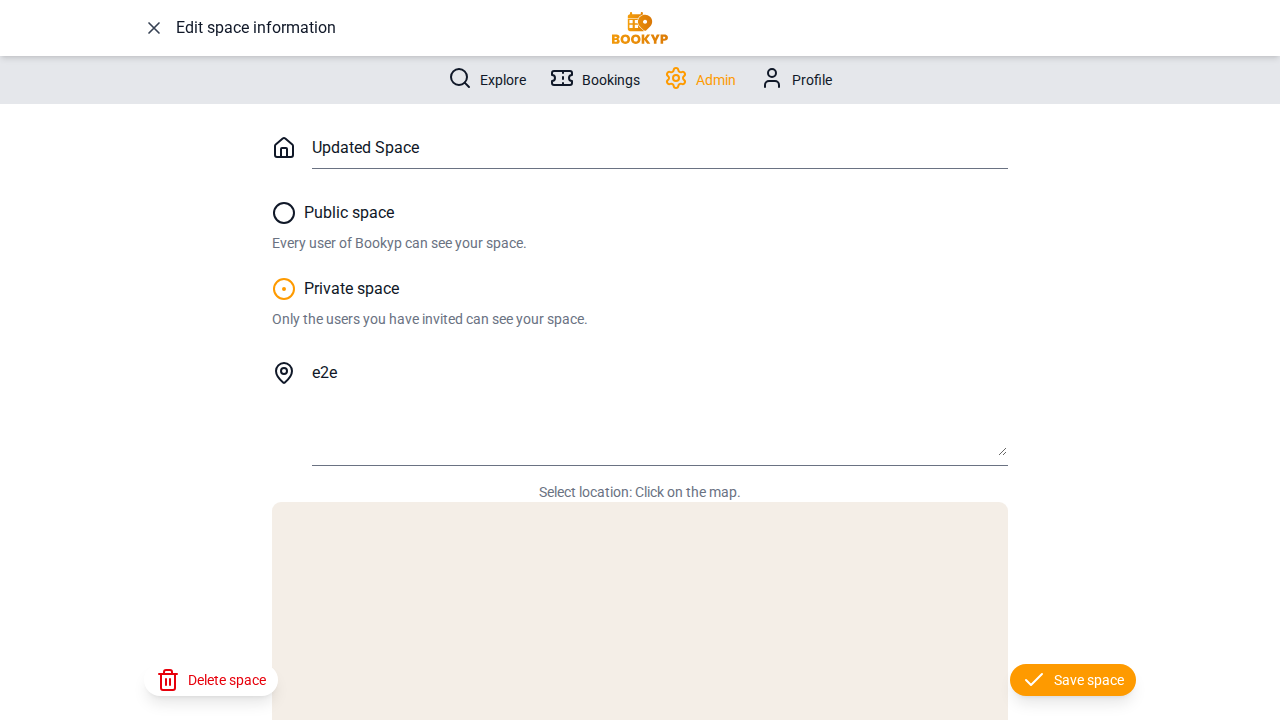 Edit space information
BOOKYP
Explore
Bookings
Admin
Profile
Updated Space
Public space
Every user of Bookyp can see your space.
Private space
Only the users you have invited can see your space.
e2e
Select location: Click on the map.
Delete space
Save space